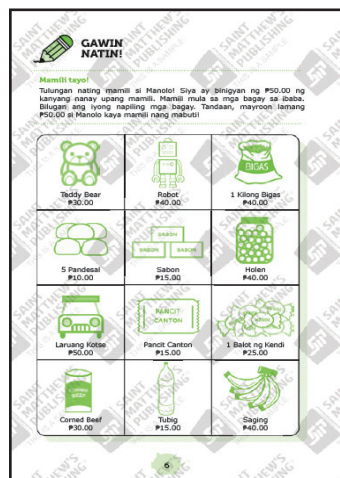 GAWIN
NATIN!
Mamili tayo!
Tulungan nating mamili si Manolo! Siya ay binigyan ng ₱50.00 ng
kanyang nanay upang mamili. Mamili mula sa mga bagay sa ibaba.
Bilugan ang iyong napiling mga bagay. Tandaan, mayroon lamang
₱50.00 si Manolo kaya mamili nang mabuti!
Teddy Bear
₱30.00
Robot
₱40.00
BIGAS
1 Kilong Bigas
₱40.00
5 Pandesal
₱10.00
SABON
SABON SABON
Sabon
₱15.00
Holen
₱40.00
Laruang Kotse
₱50.00
PANCIT
CANTON
Pancit Canton
₱15.00
1 Balot ng Kendi
₱25.00
CORNED
BEEF
Corned Beef
₱30.00
Tubig
₱15.00
Saging
₱40.00
6
SAINT
MATTHEW'S
PUBLISHING